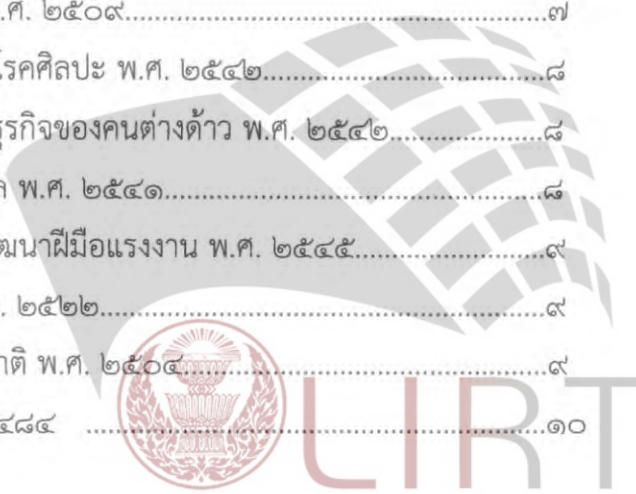 .ศ. ๒๕๐๙...........................................๗
โรคศิลปะ พ.ศ. ๒๕๔๒...........................................๘
ธุรกิจของคนต่างด้าว พ.ศ. ๒๕๔๒......................๘
ล พ.ศ. ๒๕๔๑...........................................................๘
ฒนาฝีมือแรงงาน พ.ศ. ๒๕๔๕...........................๙
. ๒๕๒๒...................................................................๙
าติ พ.ศ. ๒๕๐๔........................................................๙
๔๘๔ ....................................................................๑๐
LIRT